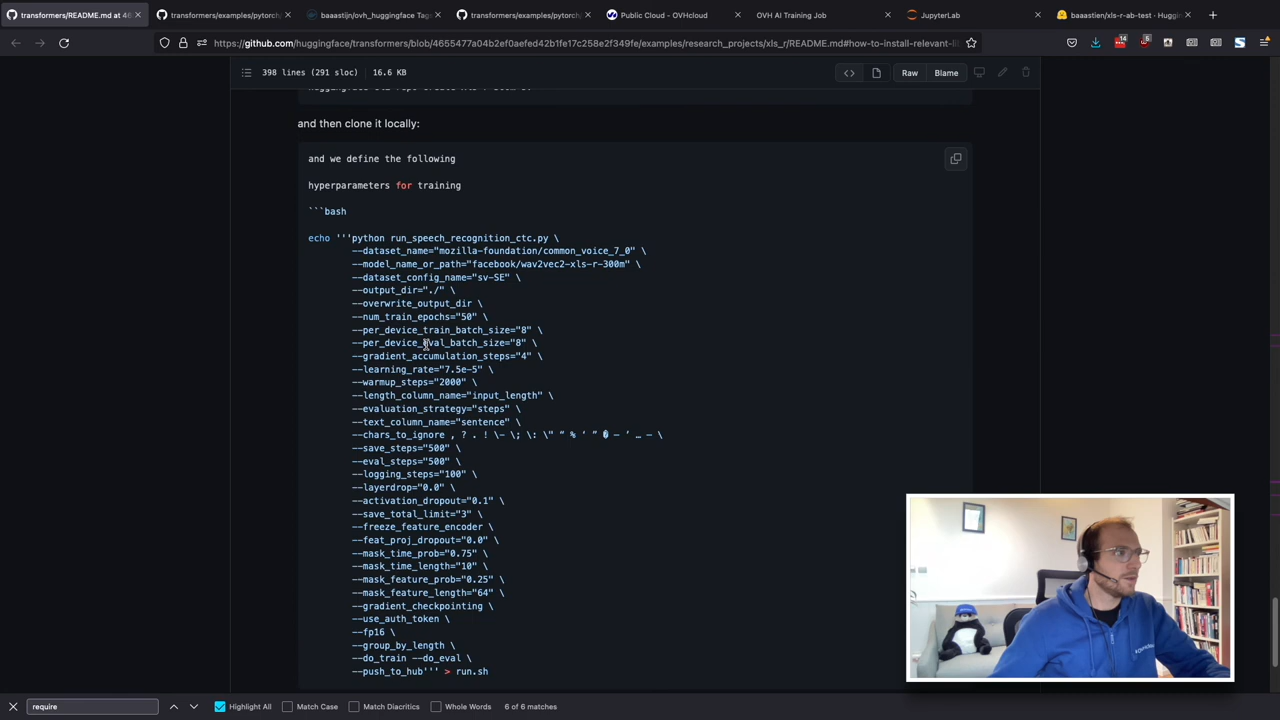 transformers/README.md at 46
transformers/examples/pytorch/
baaastijn/ovh_huggingface Tags
transformers/examples/pytorch/
Public Cloud - OVHcloud
OVH AI Training Job
JupyterLab
baaastien/xls-r-ab-test · Huggin
https://github.com/huggingface/transformers/blob/4655477a04b2ef0aefed42b1fe17c258e2f349fe/examples/research_projects/xls_r/README.md#how-to-install-relevant-li
14
6
398 lines (291 sloc)
16.6 KB
Raw
Blame
and then clone it locally:
and we define the following
hyperparameters for training
```bash
echo '''python run_speech_recognition_ctc.py \
--dataset_name="mozilla-foundation/common_voice_7_0" \
--model_name_or_path="facebook/wav2vec2-xls-r-300m" \
--dataset_config_name="sv-SE" \
--output_dir="./" \
--overwrite_output_dir \
--num_train_epochs="50" \
--per_device_train_batch_size="8" \
--per_device_eval_batch_size="8" \
--gradient_accumulation_steps="4" \
--learning_rate="7.5e-5" \
--warmup_steps="2000" \
--length_column_name="input_length" \
--evaluation_strategy="steps" \
--text_column_name="sentence" \
--chars_to_ignore , ? . ! \- \; \: \" “ % ‘ ” � — ’ … – \
--save_steps="500" \
--eval_steps="500" \
--logging_steps="100" \
--layerdrop="0.0" \
--activation_dropout="0.1" \
--save_total_limit="3" \
--freeze_feature_encoder \
--feat_proj_dropout="0.0" \
--mask_time_prob="0.75" \
--mask_time_length="10" \
--mask_feature_prob="0.25" \
--mask_feature_length="64" \
--gradient_checkpointing \
--use_auth_token \
--fp16 \
--group_by_length \
--do_train --do_eval \
--push_to_hub''' > run.sh
require
Highlight All
Match Case
Match Diacritics
Whole Words
6 of 6 matches